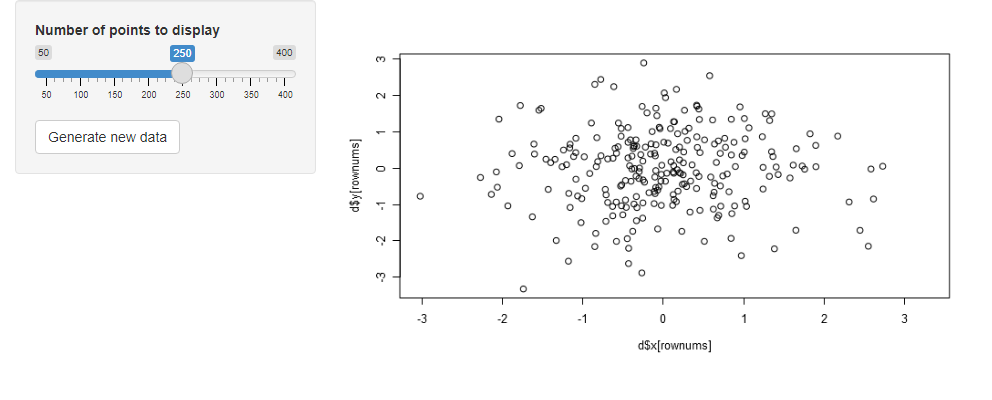 Number of points to display
50 250 400
50 100 150 200 250 300 350 400
Generate new data
d$y[rownums]
3
2
1
0
-1
-2
-3
-3 -2 -1 0 1 2 3
d$x[rownums]